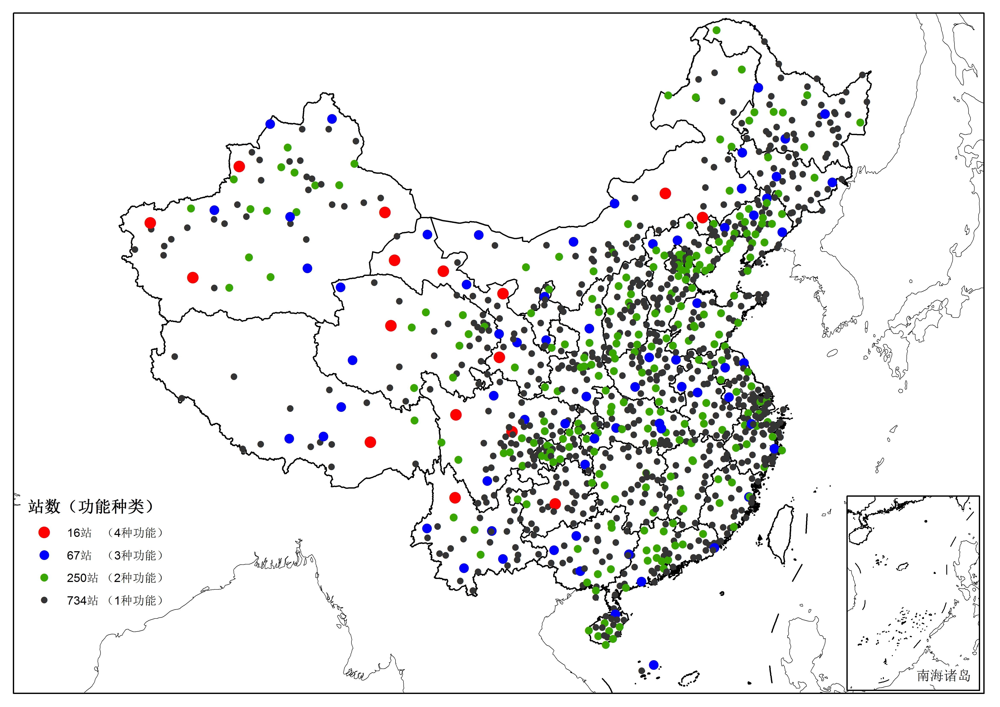 站数（功能种类）
16站 （4种功能）
67站 （3种功能）
250站 （2种功能）
734站 （1种功能）
南海诸岛